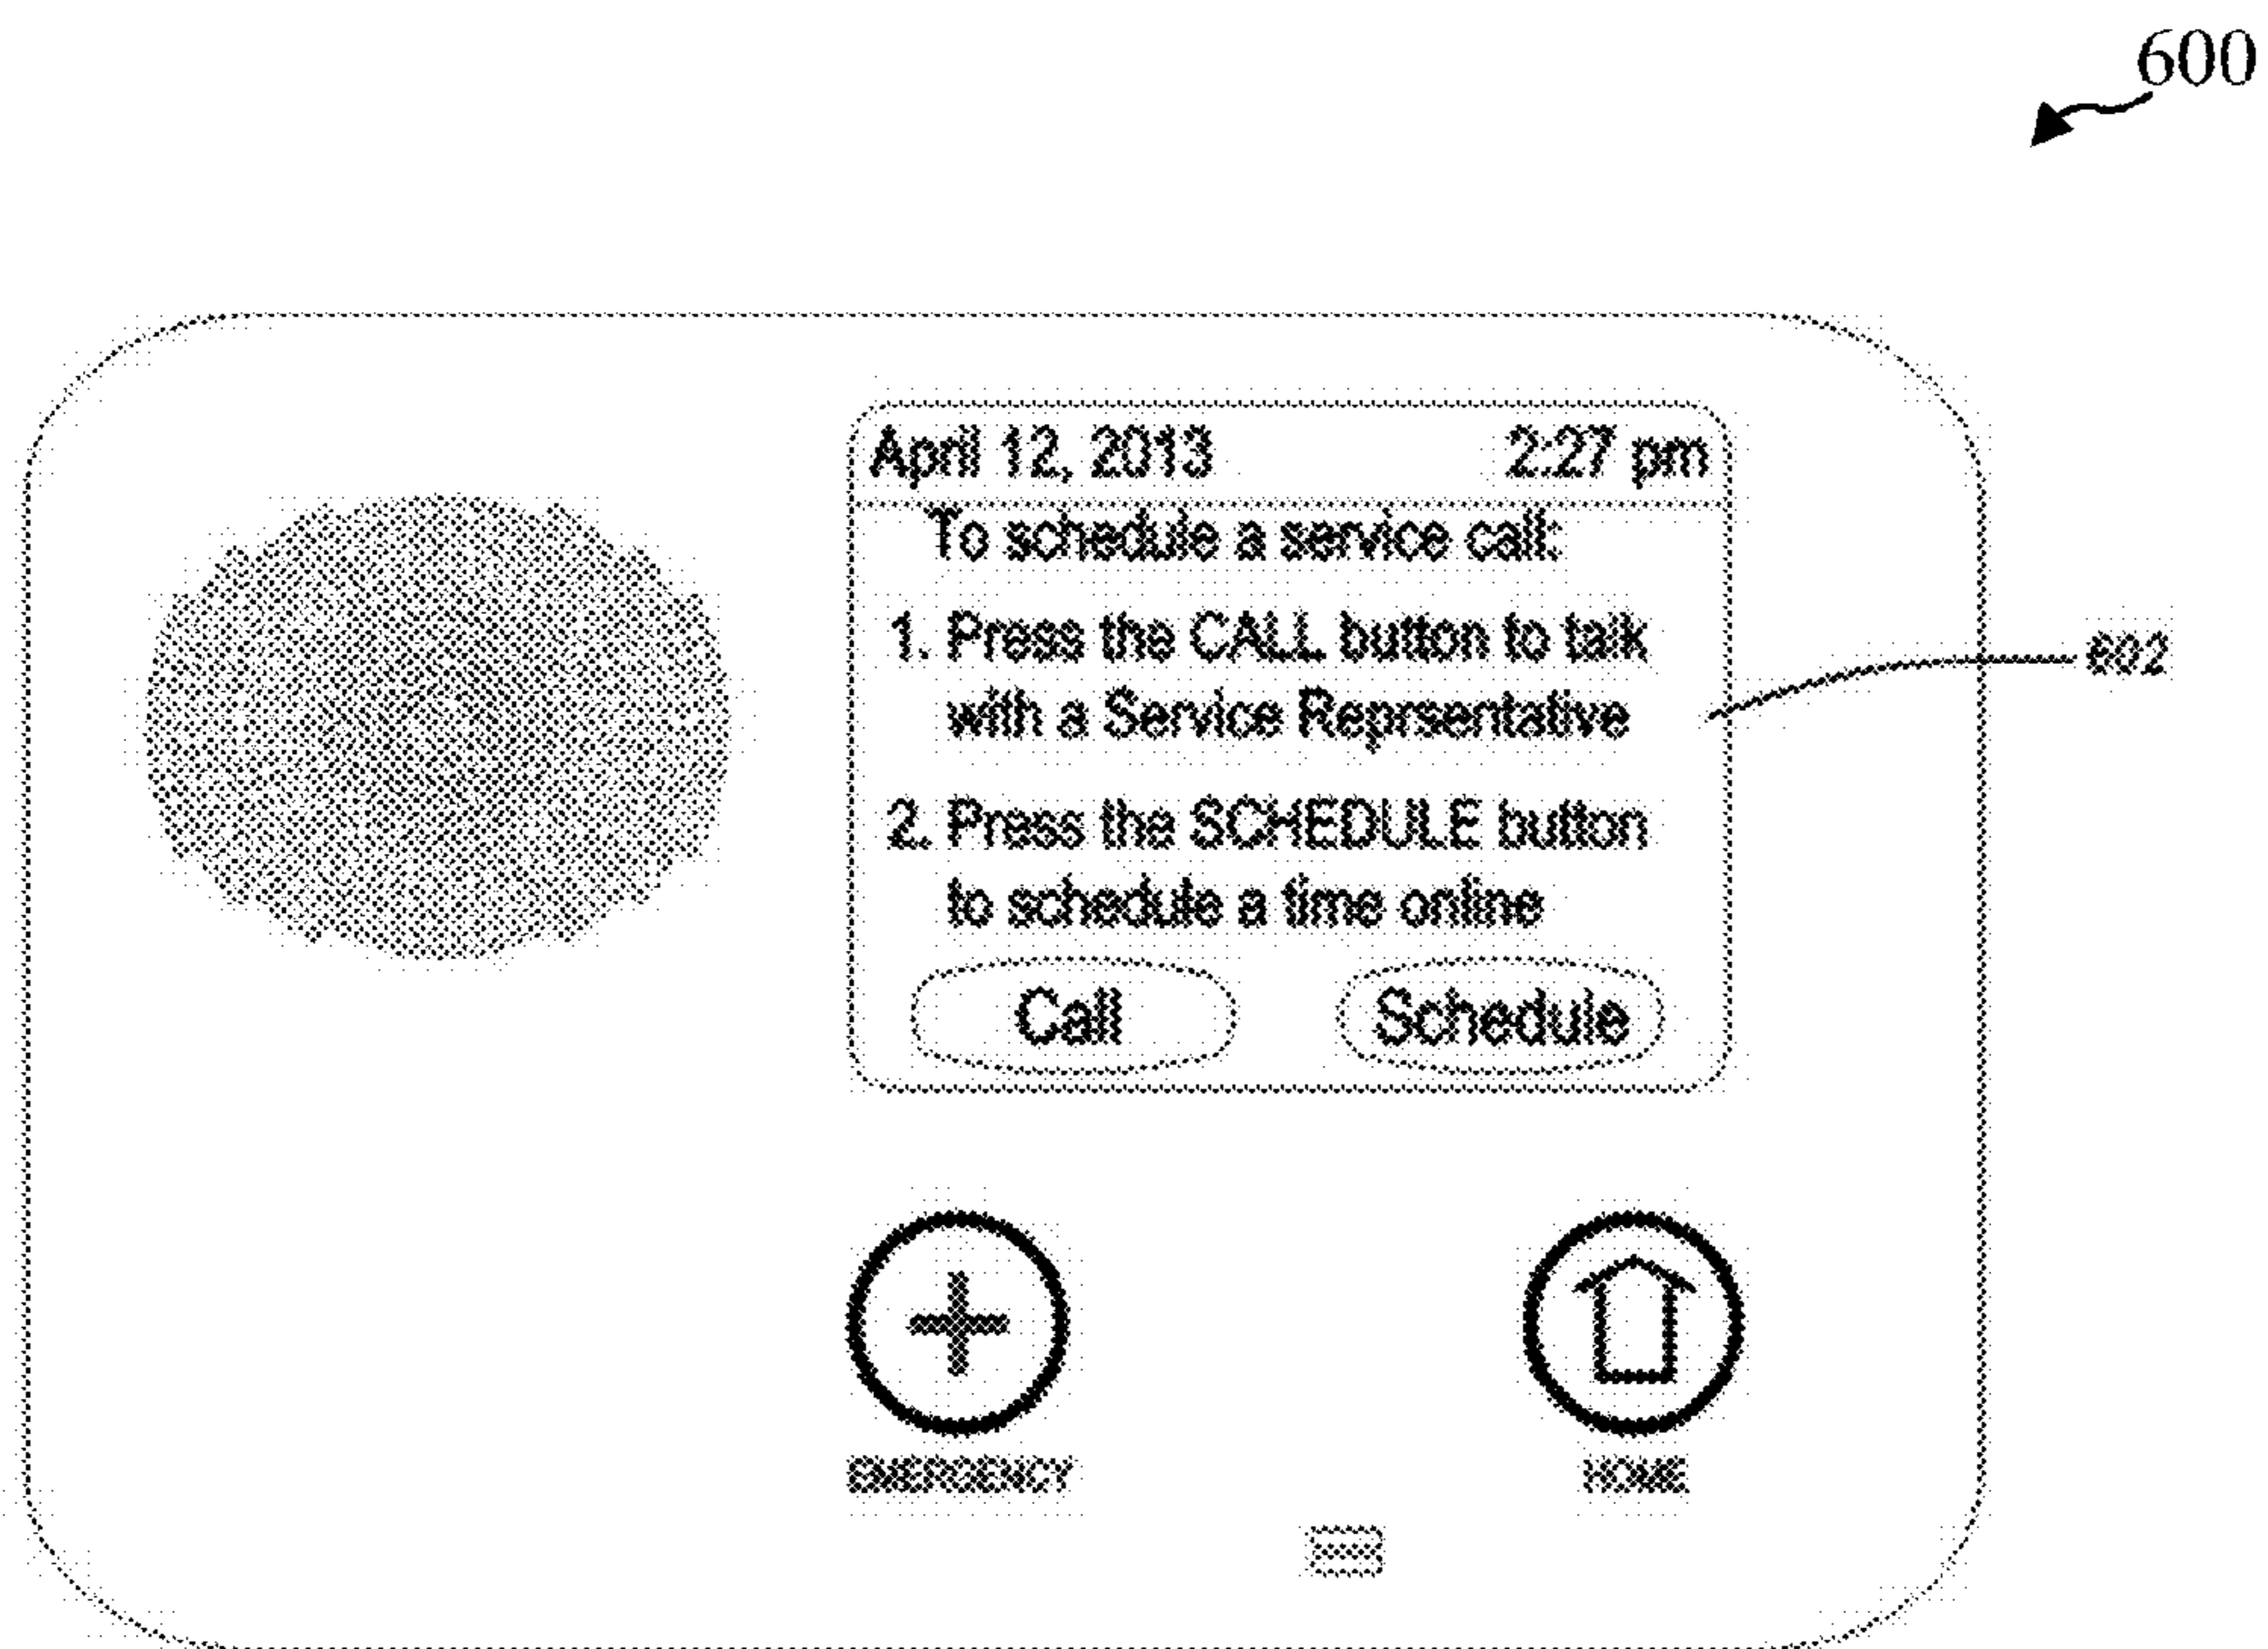 600
April 12, 2013 2:27 pm
To schedule a service call:
1. Press the CALL button to talk
with a Service Reprsentative
602
2. Press the SCHEDULE button
to schedule a time online
Call Schedule
EMERGENCY HOME